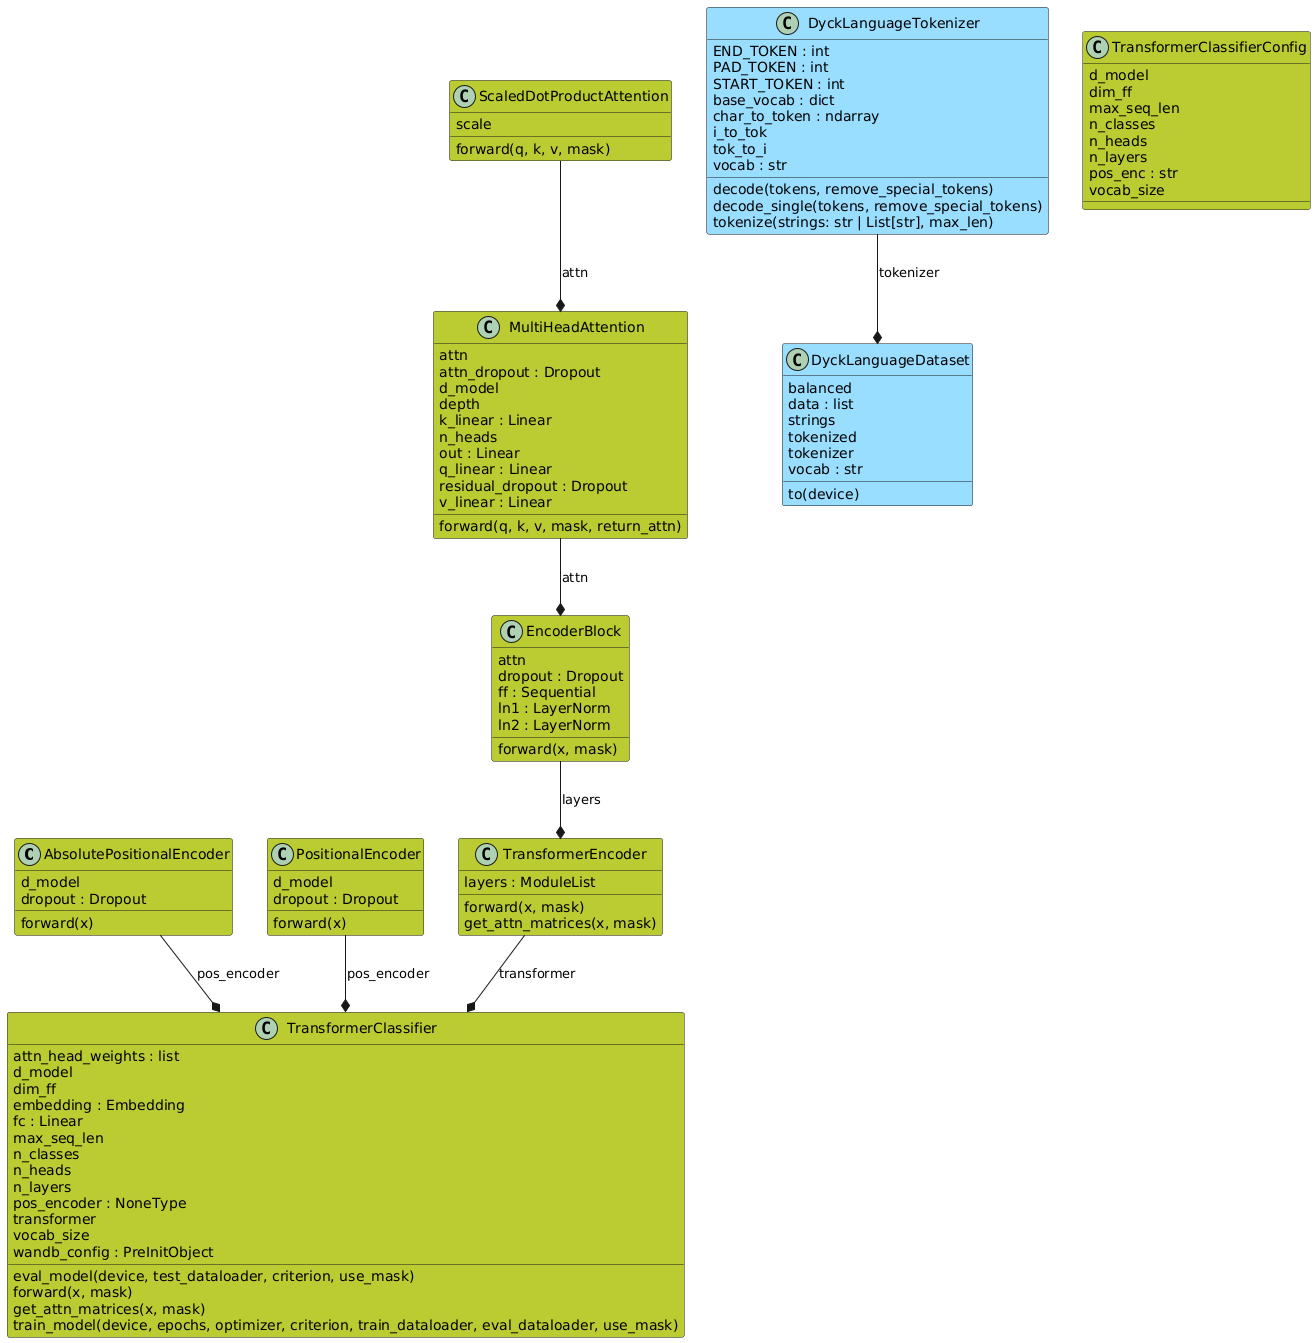 C DyckLanguageTokenizer
END_TOKEN : int
PAD_TOKEN : int
START_TOKEN : int
base_vocab : dict
char_to_token : ndarray
i_to_tok
tok_to_i
vocab : str
decode(tokens, remove_special_tokens)
decode_single(tokens, remove_special_tokens)
tokenize(strings: str | List[str], max_len)
C TransformerClassifierConfig
d_model
dim_ff
max_seq_len
n_classes
n_heads
n_layers
pos_enc : str
vocab_size
C ScaledDotProductAttention
scale
forward(q, k, v, mask)
attn
tokenizer
C MultiHeadAttention
attn
attn_dropout : Dropout
d_model
depth
k_linear : Linear
n_heads
out : Linear
q_linear : Linear
residual_dropout : Dropout
v_linear : Linear
forward(q, k, v, mask, return_attn)
C DyckLanguageDataset
balanced
data : list
strings
tokenized
tokenizer
vocab : str
to(device)
attn
C EncoderBlock
attn
dropout : Dropout
ff : Sequential
ln1 : LayerNorm
ln2 : LayerNorm
forward(x, mask)
layers
C AbsolutePositionalEncoder
d_model
dropout : Dropout
forward(x)
C PositionalEncoder
d_model
dropout : Dropout
forward(x)
C TransformerEncoder
layers : ModuleList
forward(x, mask)
get_attn_matrices(x, mask)
pos_encoder
pos_encoder
transformer
C TransformerClassifier
attn_head_weights : list
d_model
dim_ff
embedding : Embedding
fc : Linear
max_seq_len
n_classes
n_heads
n_layers
pos_encoder : NoneType
transformer
vocab_size
wandb_config : PreInitObject
eval_model(device, test_dataloader, criterion, use_mask)
forward(x, mask)
get_attn_matrices(x, mask)
train_model(device, epochs, optimizer, criterion, train_dataloader, eval_dataloader, use_mask)